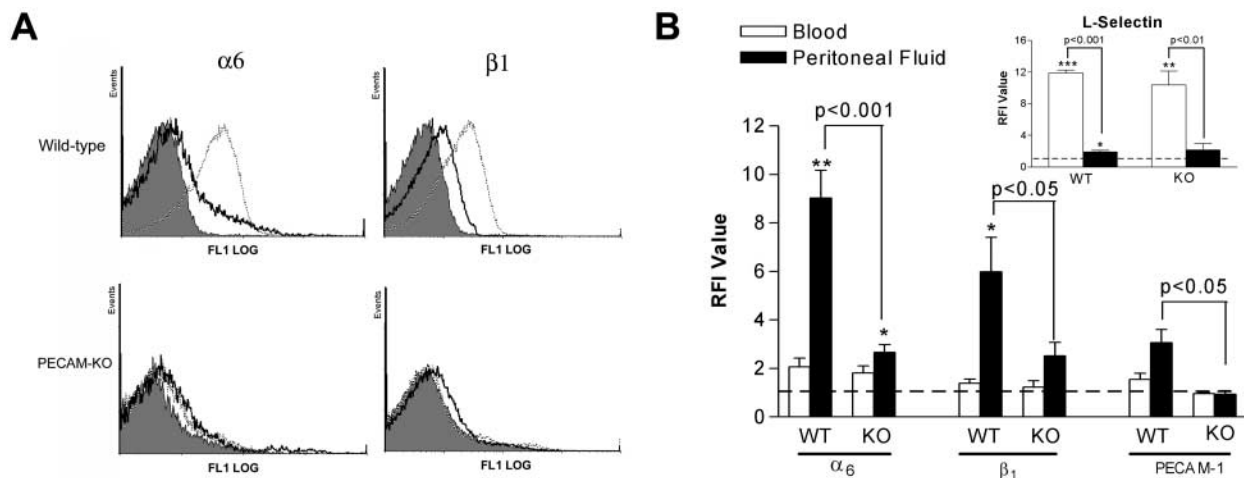 A
α6
β1
Wild-type
Events
FL1 LOG
Events
FL1 LOG
PECAM-KO
Events
FL1 LOG
Events
FL1 LOG
B
Blood
Peritoneal Fluid
L-Selectin
p<0.001
p<0.01
16
12
8
4
0
RFI Value
***
*
**
WT
KO
RFI Value
12
10
8
6
4
2
0
p<0.001
**
*
p<0.05
*
p<0.05
WT
KO
WT
KO
WT
KO
α6
β1
PECAM-1